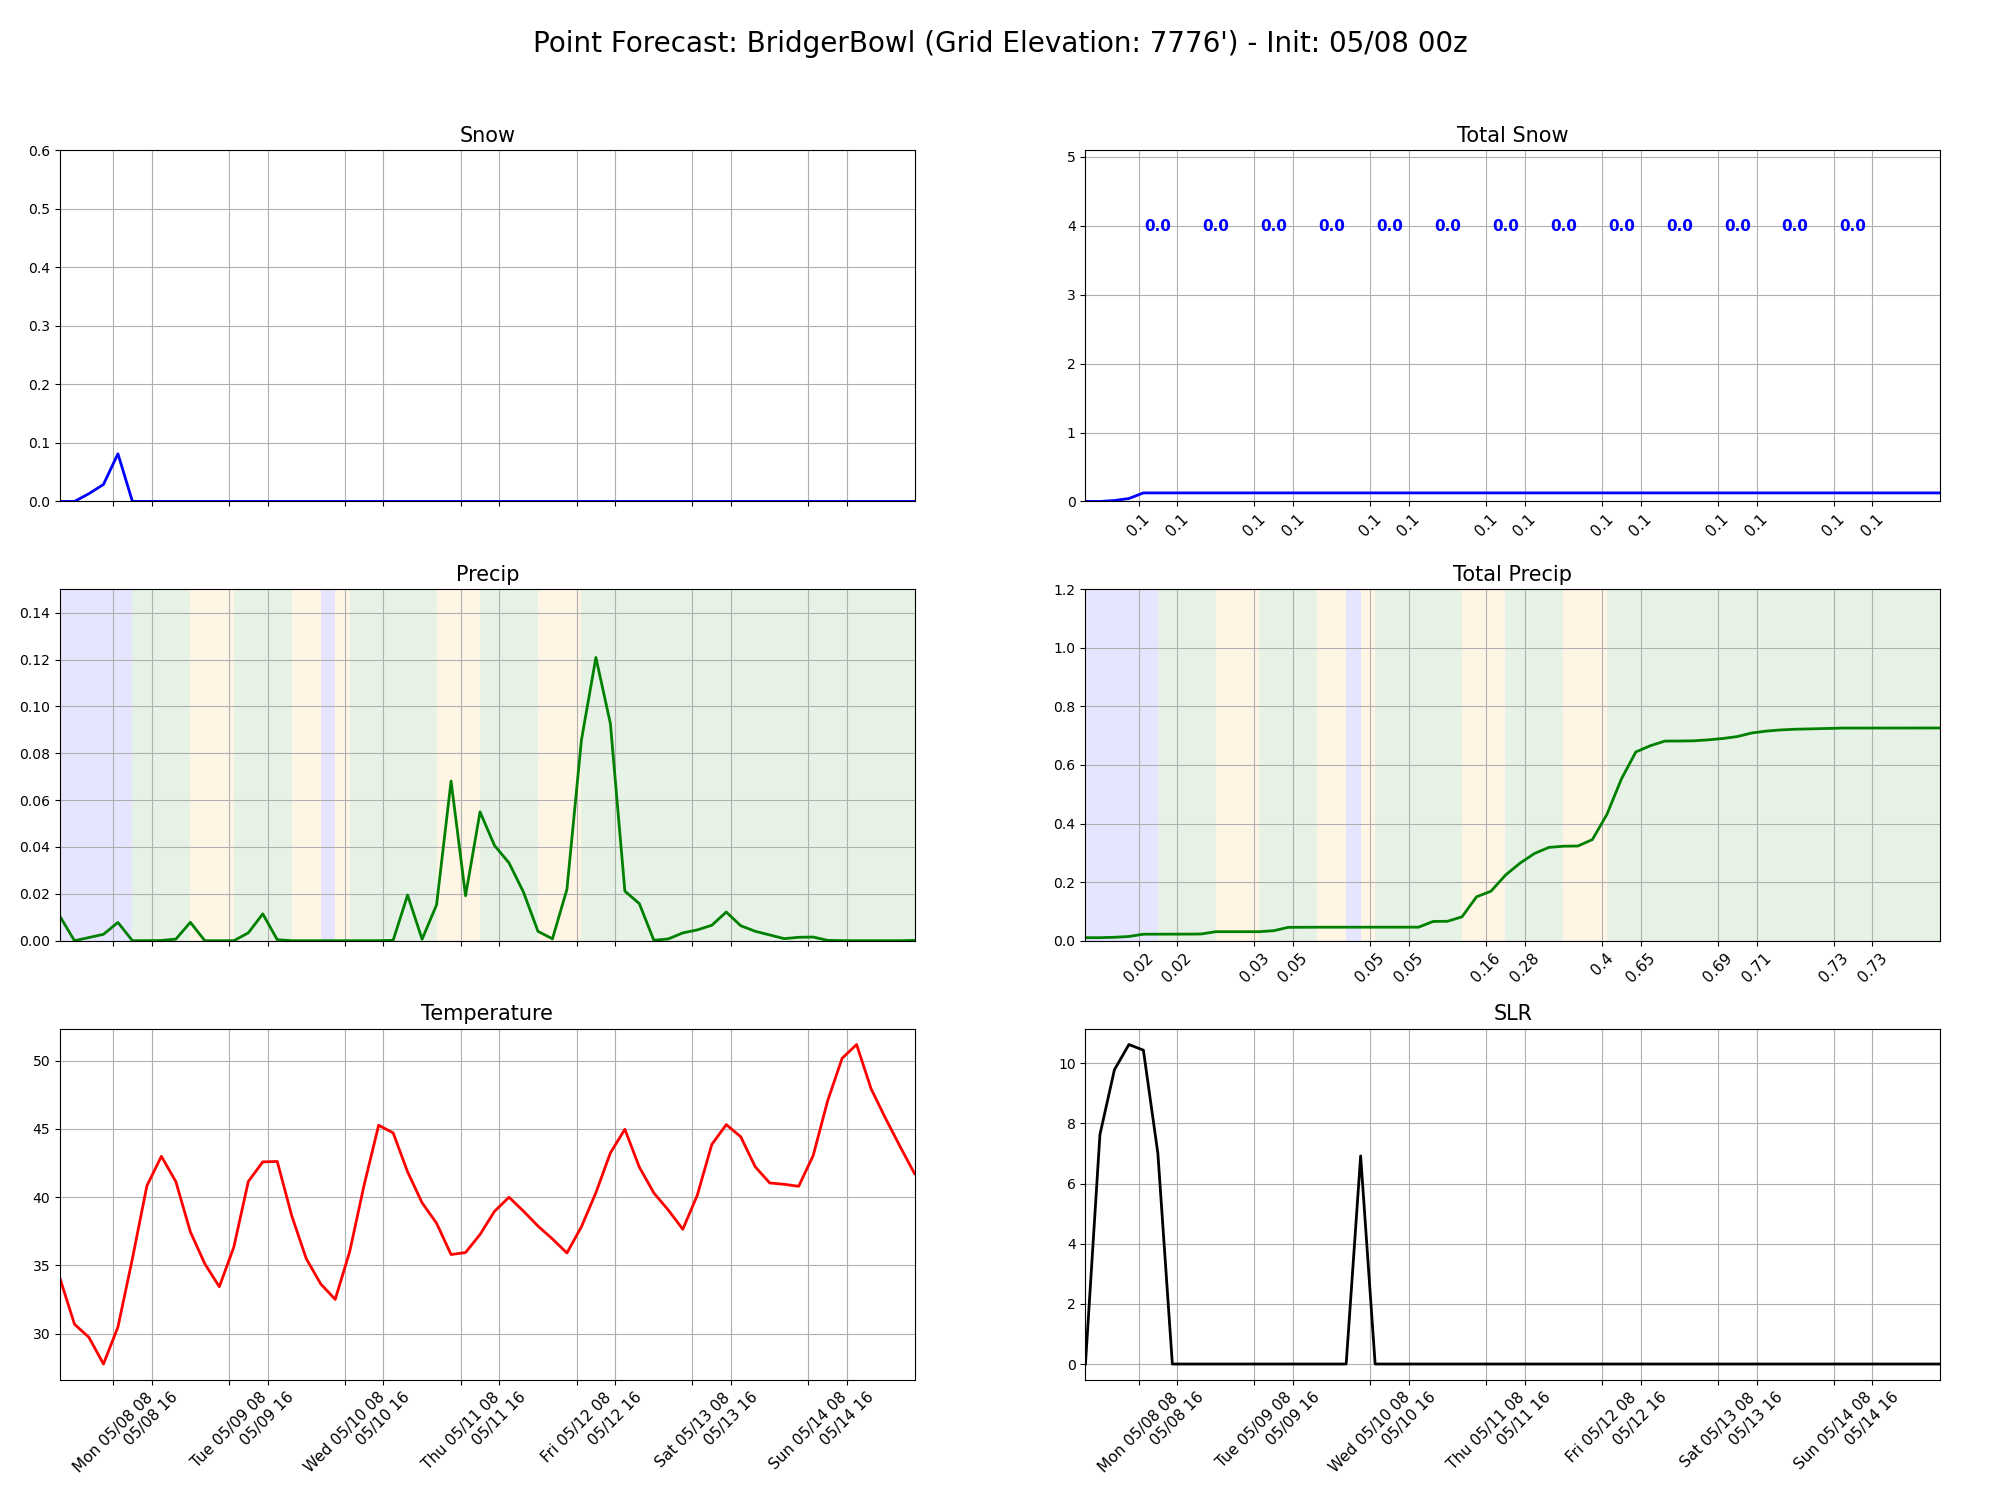 Point Forecast: BridgerBowl (Grid Elevation: 7776') - Init: 05/08 00z
Snow
0.6
0.5
0.4
0.3
0.2
0.1
0.0
Total Snow
5
4
3
2
1
0
0.0 0.0 0.0 0.0 0.0 0.0 0.0 0.0 0.0 0.0 0.0 0.0 0.0
0.1 0.1 0.1 0.1 0.1 0.1 0.1 0.1 0.1 0.1 0.1 0.1 0.1 0.1
Precip
0.14
0.12
0.10
0.08
0.06
0.04
0.02
0.00
Total Precip
1.2
1.0
0.8
0.6
0.4
0.2
0.0
0.02 0.02 0.03 0.05 0.05 0.05 0.16 0.28 0.4 0.65 0.69 0.71 0.73 0.73
Temperature
50
45
40
35
30
Mon 05/08 08
05/08 16
Tue 05/09 08
05/09 16
Wed 05/10 08
05/10 16
Thu 05/11 08
05/11 16
Fri 05/12 08
05/12 16
Sat 05/13 08
05/13 16
Sun 05/14 08
05/14 16
SLR
10
8
6
4
2
0
Mon 05/08 08
05/08 16
Tue 05/09 08
05/09 16
Wed 05/10 08
05/10 16
Thu 05/11 08
05/11 16
Fri 05/12 08
05/12 16
Sat 05/13 08
05/13 16
Sun 05/14 08
05/14 16